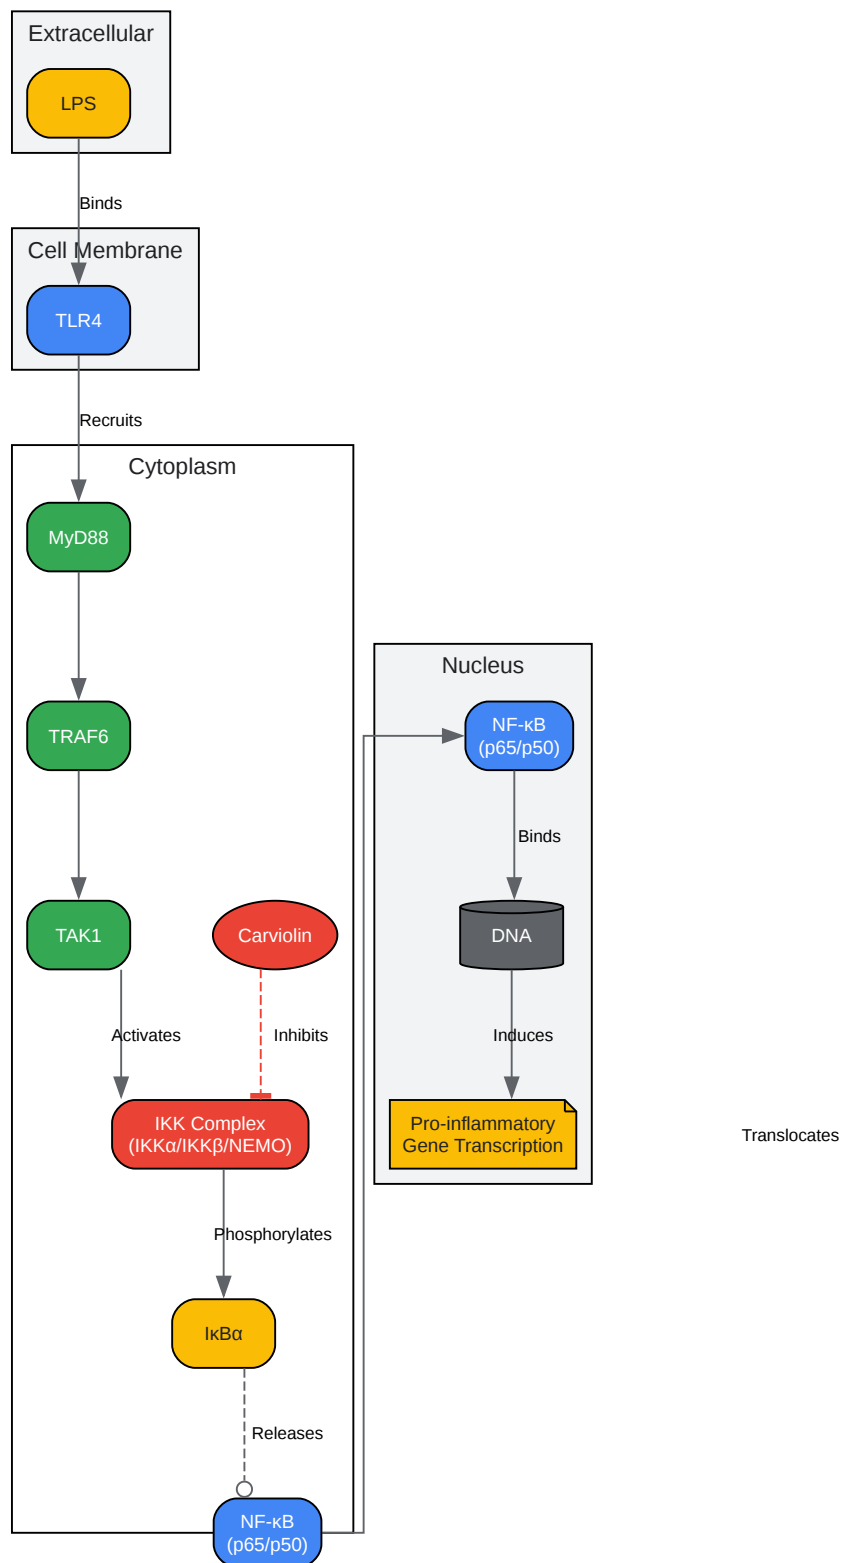 Extracellular
LPS
Binds
Cell Membrane
TLR4
Recruits
Cytoplasm
MyD88
TRAF6
TAK1
Carviolin
Activates
Inhibits
IKK Complex
(IKKα/IKKβ/NEMO)
Phosphorylates
IκBα
Releases
NF-κB
(p65/p50)
Nucleus
NF-κB
(p65/p50)
Binds
DNA
Induces
Pro-inflammatory
Gene Transcription
Translocates